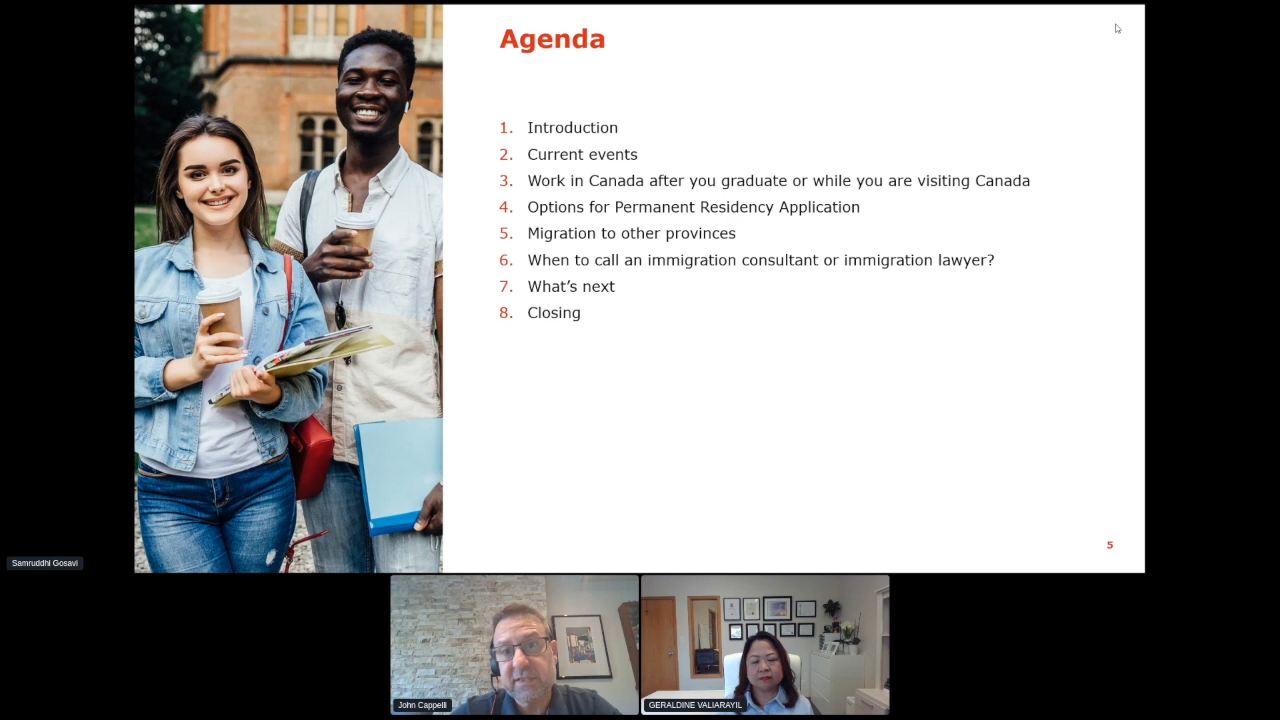 Agenda
1. Introduction
2. Current events
3. Work in Canada after you graduate or while you are visiting Canada
4. Options for Permanent Residency Application
5. Migration to other provinces
6. When to call an immigration consultant or immigration lawyer?
7. What’s next
8. Closing
5
Samruddhi Gosavi
John Cappelli
GERALDINE VALIARAYIL